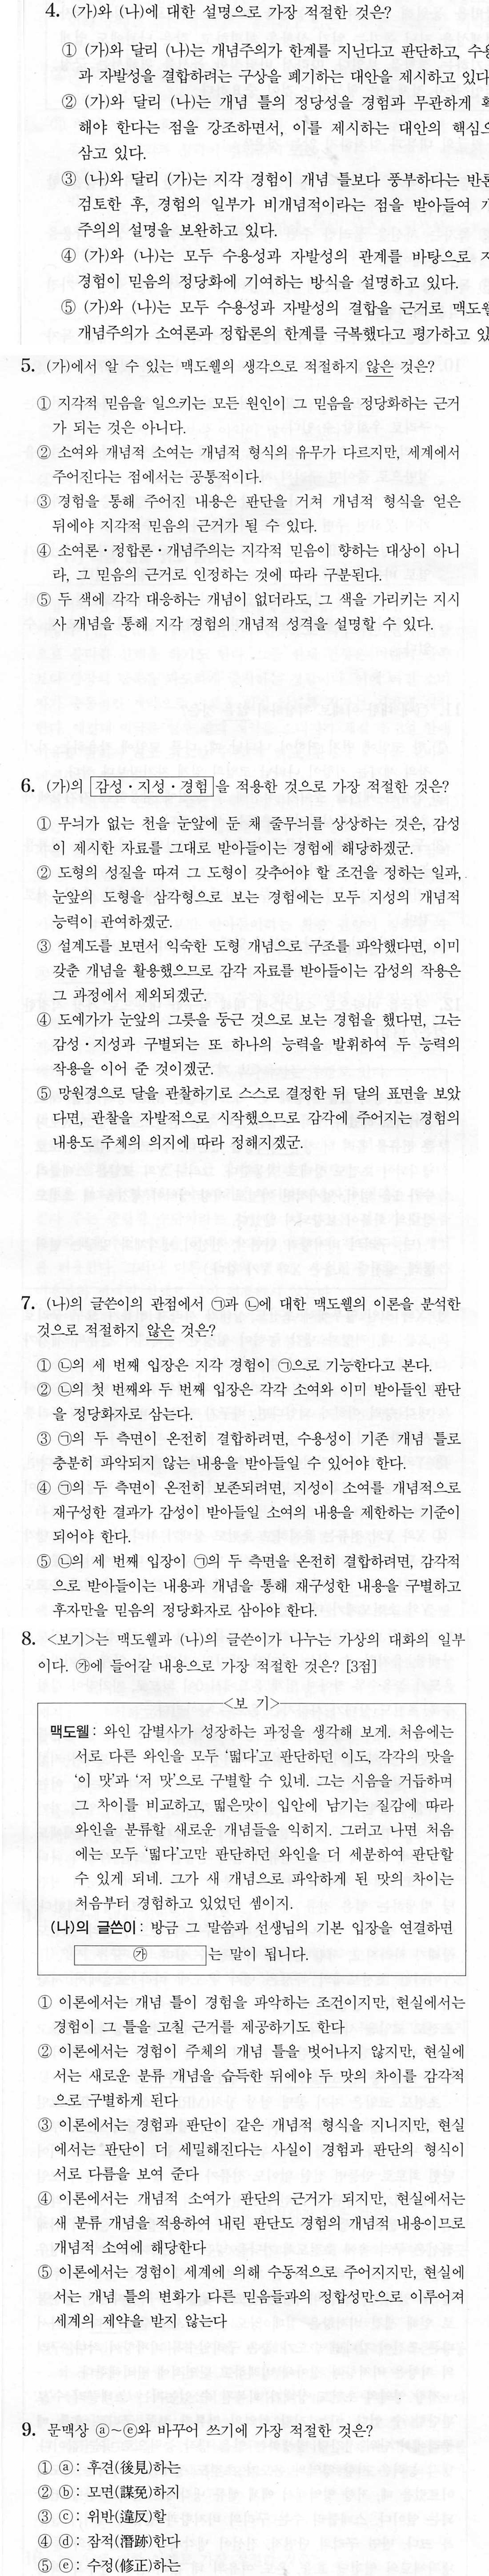 4. (가)와 (나)에 대한 설명으로 가장 적절한 것은?
① (가)와 달리 (나)는 개념주의가 한계를 지닌다고 판단하고, 수용
과 자발성을 결합하려는 구상을 폐기하는 대안을 제시하고 있다
② (가)와 달리 (나)는 개념 틀의 정당성을 경험과 무관하게 확
해야 한다는 점을 강조하면서, 이를 제시하는 대안의 핵심으
삼고 있다.
③ (나)와 달리 (가)는 지각 경험이 개념 틀보다 풍부하다는 반론
검토한 후, 경험의 일부가 비개념적이라는 점을 받아들여
주의의 설명을 보완하고 있다.
④ (가)와 (나)는 모두 수용성과 자발성의 관계를 바탕으로
경험이 믿음의 정당화에 기여하는 방식을 설명하고 있다.
⑤ (가)와 (나)는 모두 수용성과 자발성의 결합을 근거로 맥도웰
개념주의가 소여론과 정합론의 한계를 극복했다고 평가하고 있
5. (가)에서 알 수 있는 맥도웰의 생각으로 적절하지 않은 것은?
① 지각적 믿음을 일으키는 모든 원인이 그 믿음을 정당화하는 근거
가 되는 것은 아니다.
② 소여와 개념적 소여는 개념적 형식의 유무가 다르지만, 세계에서
주어진다는 점에서는 공통적이다.
③ 경험을 통해 주어진 내용은 판단을 거쳐 개념적 형식을 얻은
뒤에야 지각적 믿음의 근거가 될 수 있다.
④ 소여론·정합론·개념주의는 지각적 믿음이 향하는 대상이 아니
라, 그 믿음의 근거로 인정하는 것에 따라 구분된다.
⑤ 두 색에 각각 대응하는 개념이 없더라도, 그 색을 가리키는 지시
사 개념을 통해 지각 경험의 개념적 성격을 설명할 수 있다.
6. (가)의 감성·지성·경험을 적용한 것으로 가장 적절한 것은?
① 무늬가 없는 천을 눈앞에 둔 채 줄무늬를 상상하는 것은, 감성
이 제시한 자료를 그대로 받아들이는 경험에 해당하겠군.
② 도형의 성질을 따져 그 도형이 갖추어야 할 조건을 정하는 일과,
눈앞의 도형을 삼각형으로 보는 경험에는 모두 지성의 개념적
능력이 관여하겠군.
③ 설계도를 보면서 익숙한 도형 개념으로 구조를 파악했다면, 이미
갖춘 개념을 활용했으므로 감각 자료를 받아들이는 감성의 작용은
그 과정에서 제외되겠군.
④ 도예가가 눈앞의 그릇을 둥근 것으로 보는 경험을 했다면, 그는
감성·지성과 구별되는 또 하나의 능력을 발휘하여 두 능력의
작용을 이어 준 것이겠군.
⑤ 망원경으로 달을 관찰하기로 스스로 결정한 뒤 달의 표면을 보았
다면, 관찰을 자발적으로 시작했으므로 감각에 주어지는 경험의
내용도 주체의 의지에 따라 정해지겠군.
7. (나)의 글쓴이의 관점에서 ㉠과 ㉡에 대한 맥도웰의 이론을 분석한
것으로 적절하지 않은 것은?
① ㉡의 세 번째 입장은 지각 경험이 ㉠으로 기능한다고 본다.
② ㉡의 첫 번째와 두 번째 입장은 각각 소여와 이미 받아들인 판단
을 정당화자로 삼는다.
③ ㉠의 두 측면이 온전히 결합하려면, 수용성이 기존 개념 틀로
충분히 파악되지 않는 내용을 받아들일 수 있어야 한다.
④ ㉠의 두 측면이 온전히 보존되려면, 지성이 소여를 개념적으로
재구성한 결과가 감성이 받아들일 소여의 내용을 제한하는 기준이
되어야 한다.
⑤ ㉡의 세 번째 입장이 ㉠의 두 측면을 온전히 결합하려면, 감각적
으로 받아들이는 내용과 개념을 통해 재구성한 내용을 구별하고
후자만을 믿음의 정당화자로 삼아야 한다.
8. <보기>는 맥도웰과 (나)의 글쓴이가 나누는 가상의 대화의 일부
이다. ㉮에 들어갈 내용으로 가장 적절한 것은? [3점]
<보 기>
맥도웰 : 와인 감별사가 성장하는 과정을 생각해 보게. 처음에는
서로 다른 와인을 모두 ‘떫다’고 판단하던 이도, 각각의 맛을
‘이 맛’과 ‘저 맛’으로 구별할 수 있네. 그는 시음을 거듭하며
그 차이를 비교하고, 떫은맛이 입안에 남기는 질감에 따라
와인을 분류할 새로운 개념들을 익히지. 그러고 나면 처음
에는 모두 ‘떫다’고만 판단하던 와인을 더 세분하여 판단할
수 있게 되네. 그가 새 개념으로 파악하게 된 맛의 차이는
처음부터 경험하고 있었던 셈이지.
(나)의 글쓴이 : 방금 그 말씀과 선생님의 기본 입장을 연결하면
㉮ 는 말이 됩니다.
① 이론에서는 개념 틀이 경험을 파악하는 조건이지만, 현실에서는
경험이 그 틀을 고칠 근거를 제공하기도 한다
② 이론에서는 경험이 주체의 개념 틀을 벗어나지 않지만, 현실에
서는 새로운 분류 개념을 습득한 뒤에야 두 맛의 차이를 감각적
으로 구별하게 된다
③ 이론에서는 경험과 판단이 같은 개념적 형식을 지니지만, 현실
에서는 판단이 더 세밀해진다는 사실이 경험과 판단의 형식이
서로 다름을 보여 준다
④ 이론에서는 개념적 소여가 판단의 근거가 되지만, 현실에서는
새 분류 개념을 적용하여 내린 판단도 경험의 개념적 내용이므로
개념적 소여에 해당한다
⑤ 이론에서는 경험이 세계에 의해 수동적으로 주어지지만, 현실에
서는 개념 틀의 변화가 다른 믿음들과의 정합성만으로 이루어져
세계의 제약을 받지 않는다
9. 문맥상 ⓐ~ⓔ와 바꾸어 쓰기에 가장 적절한 것은?
① ⓐ : 후견(後見)하는
② ⓑ : 모면(謀免)하지
③ ⓒ : 위반(違反)할
④ ⓓ : 잠적(潛跡)한다
⑤ ⓔ : 수정(修正)하는